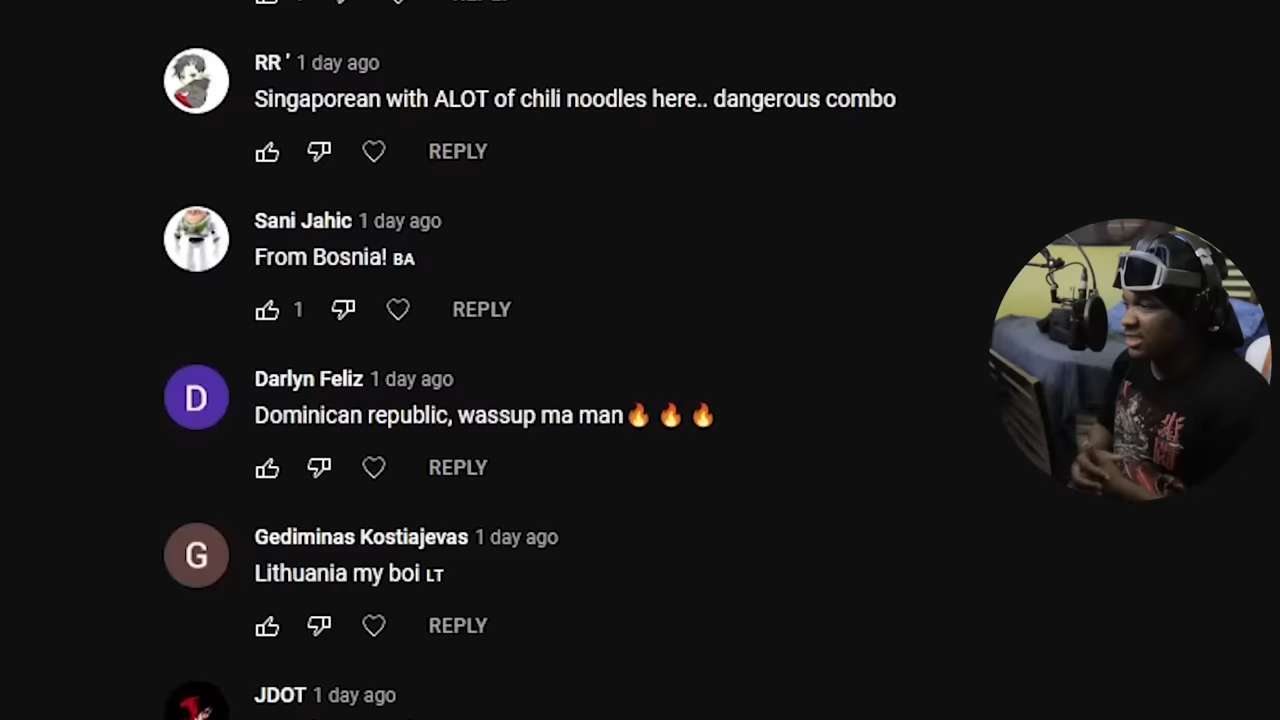 RR ' 1 day ago
Singaporean with ALOT of chili noodles here.. dangerous combo
REPLY
Sani Jahic 1 day ago
From Bosnia! BA
1 REPLY
Darlyn Feliz 1 day ago
Dominican republic, wassup ma man🔥 🔥 🔥
REPLY
D
Gediminas Kostiajevas 1 day ago
Lithuania my boi LT
REPLY
G
JDOT 1 day ago